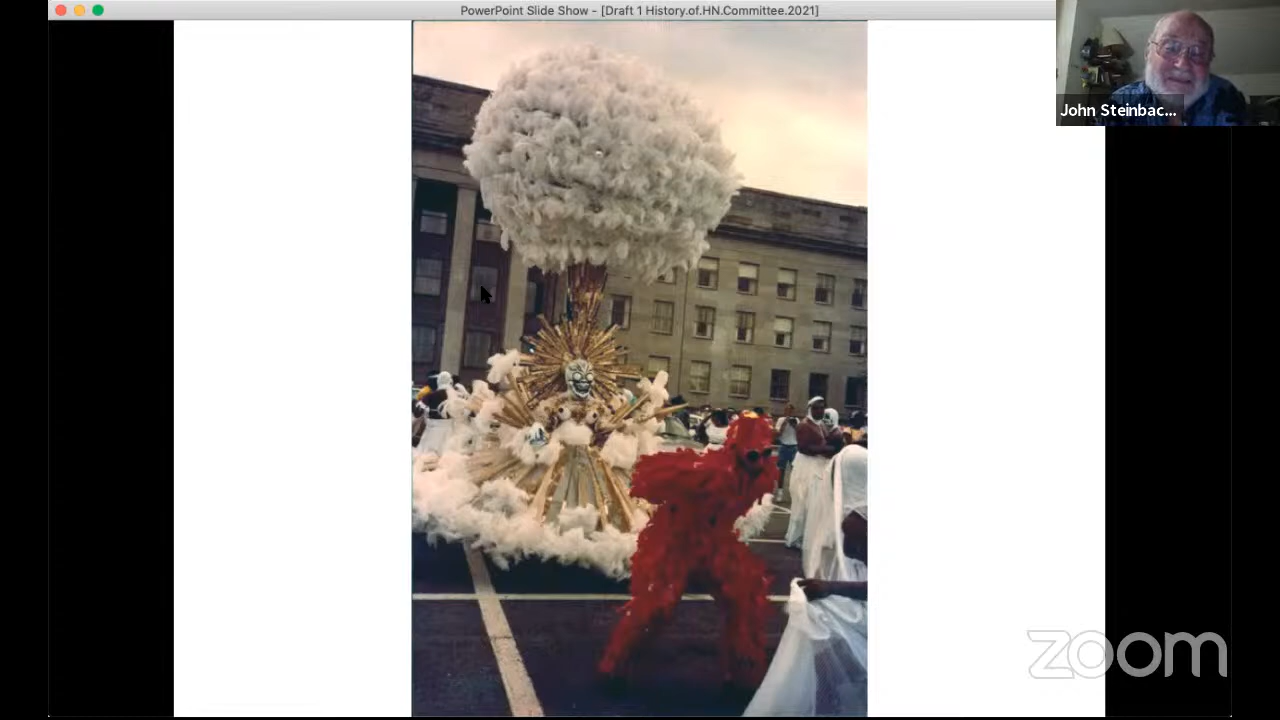 PowerPoint Slide Show - [Draft 1 History.of.HN.Committee.2021]
John Steinbac...
zoom